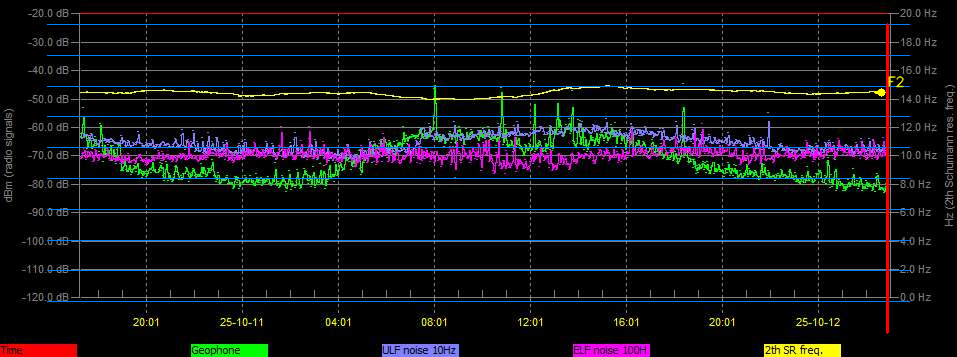 -20.0 dB 20.0 Hz
-30.0 dB 18.0 Hz
-40.0 dB 16.0 Hz
F2
-50.0 dB 14.0 Hz
-60.0 dB 12.0 Hz
-70.0 dB 10.0 Hz
-80.0 dB 8.0 Hz
-90.0 dB 6.0 Hz
-100.0 dB 4.0 Hz
-110.0 dB 2.0 Hz
-120.0 dB 0.0 Hz
dBm (radio signals)
Hz (2th Schumann res. freq.)
20:01 25-10-11 04:01 08:01 12:01 16:01 20:01 25-10-12
Time Geophone ULF noise 10Hz ELF noise 100H 2th SR freq.